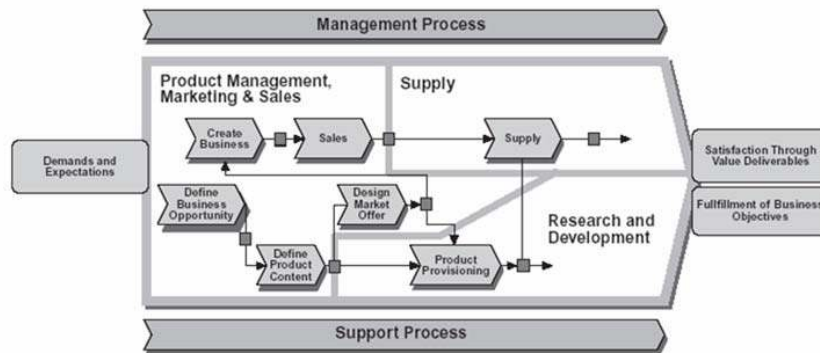 Management Process
Product Management,
Marketing & Sales
Supply
Create
Business
Sales
Supply
Demands and
Expectations
Satisfaction Through
Value Deliverables
Define
Business
Opportunity
Design
Market
Offer
Fullfillment of Business
Objectives
Research and
Development
Define
Product
Content
Product
Provisioning
Support Process